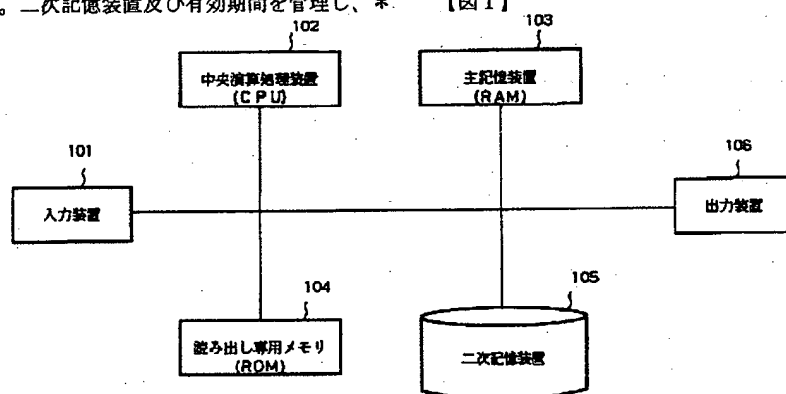 。二次記憶装置及び有効期間を管理し、＊
【図1】
102
中央演算処理装置
(CPU)
103
主記憶装置
(RAM)
101
入力装置
106
出力装置
104
読み出し専用メモリ
(ROM)
105
二次記憶装置